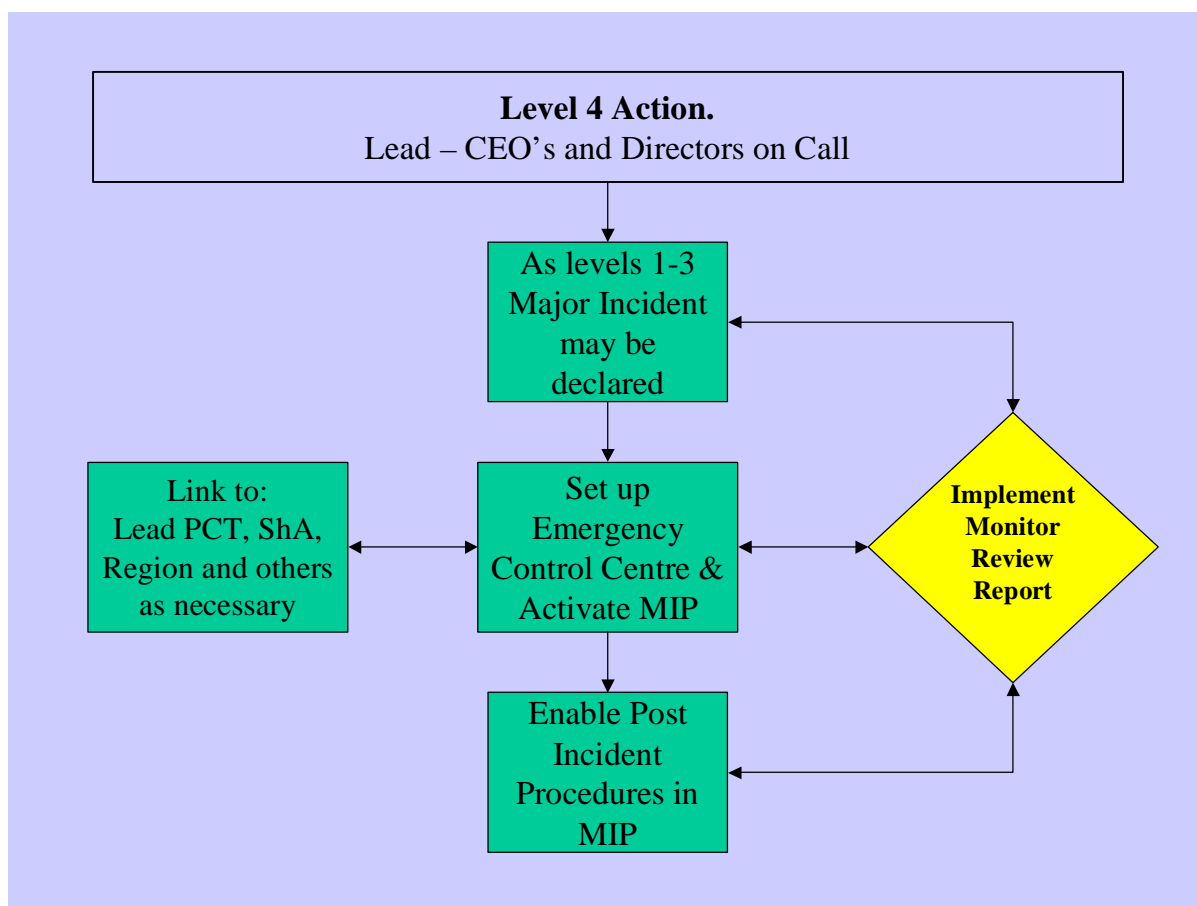 Level 4 Action.
Lead – CEO’s and Directors on Call
As levels 1-3
Major Incident
may be
declared
Link to:
Lead PCT, ShA,
Region and others
as necessary
Set up
Emergency
Control Centre &
Activate MIP
Implement
Monitor
Review
Report
Enable Post
Incident
Procedures in
MIP